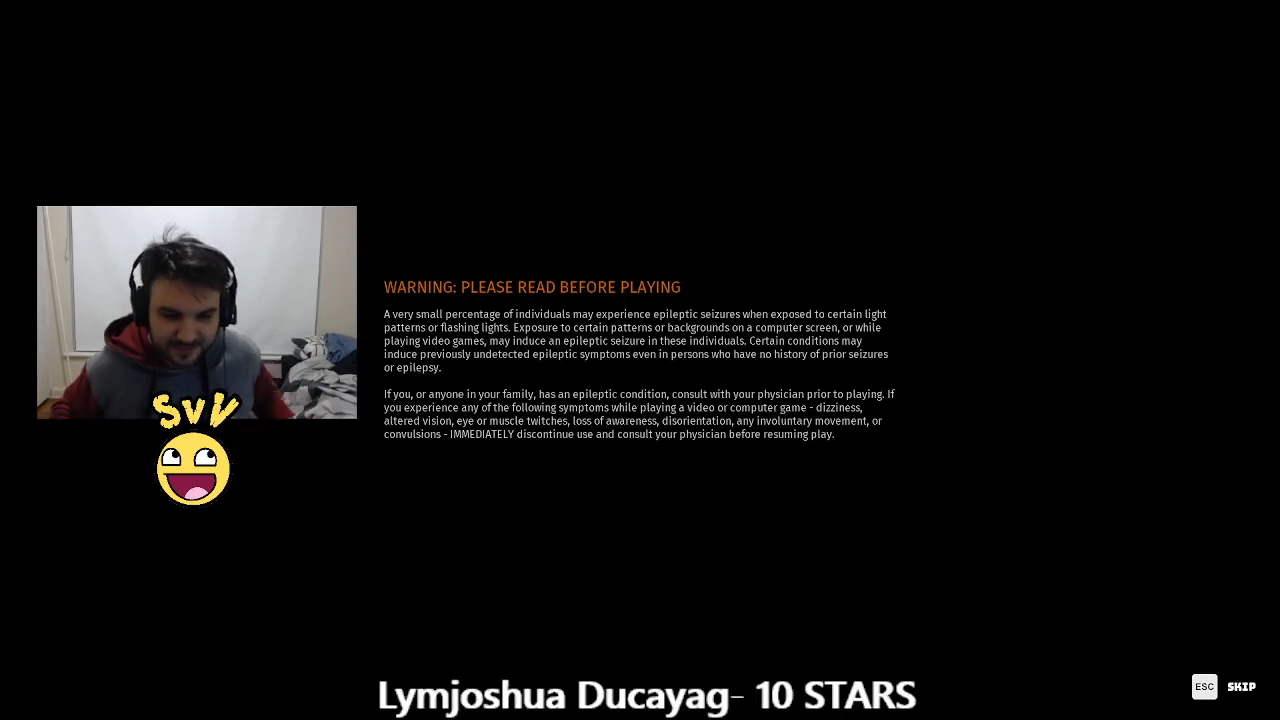 WARNING: PLEASE READ BEFORE PLAYING
A very small percentage of individuals may experience epileptic seizures when exposed to certain light
patterns or flashing lights. Exposure to certain patterns or backgrounds on a computer screen, or while
playing video games, may induce an epileptic seizure in these individuals. Certain conditions may
induce previously undetected epileptic symptoms even in persons who have no history of prior seizures
or epilepsy.
If you, or anyone in your family, has an epileptic condition, consult with your physician prior to playing. If
you experience any of the following symptoms while playing a video or computer game - dizziness,
altered vision, eye or muscle twitches, loss of awareness, disorientation, any involuntary movement, or
convulsions - IMMEDIATELY discontinue use and consult your physician before resuming play.
SvV
Lymjoshua Ducayag- 10 STARS
ESC SKIP